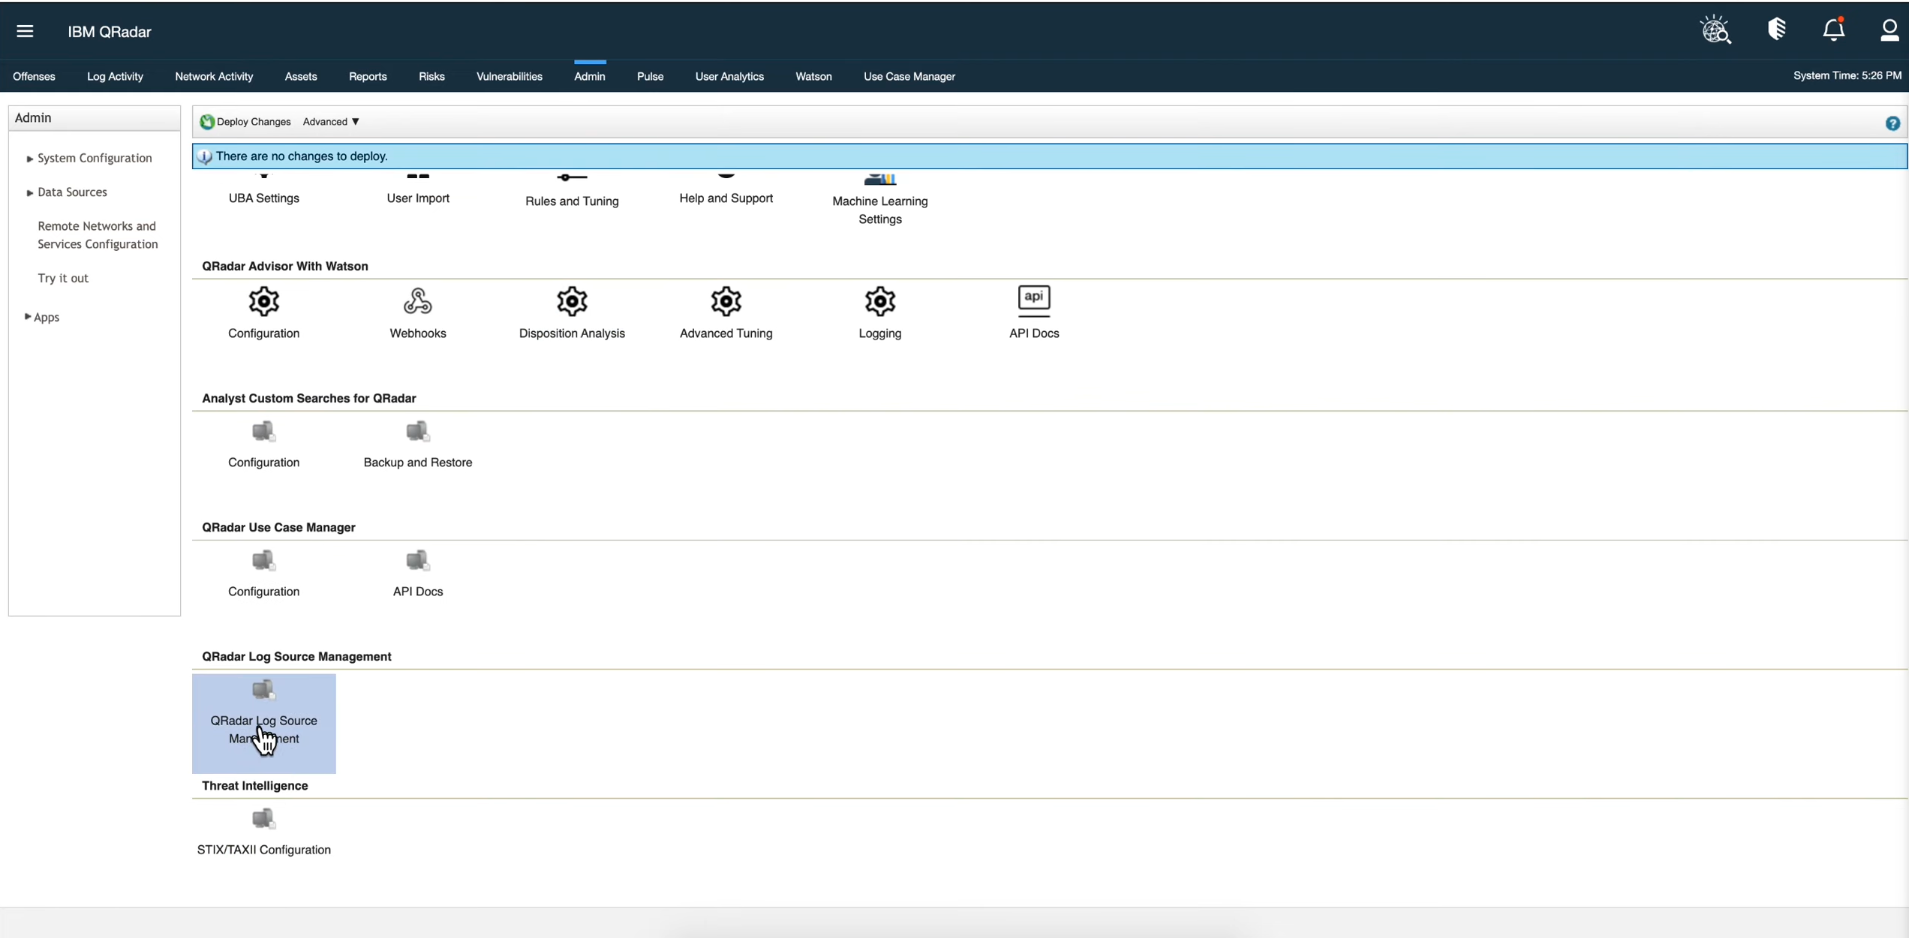 IBM QRadar
Offenses Log Activity Network Activity Assets Reports Risks Vulnerabilities Admin Pulse User Analytics Watson Use Case Manager System Time: 5:26 PM
Admin
System Configuration
Data Sources
Remote Networks and
Services Configuration
Try it out
Apps
Deploy Changes Advanced ▼
?
There are no changes to deploy.
UBA Settings User Import Rules and Tuning Help and Support Machine Learning
Settings
QRadar Advisor With Watson
api
Configuration Webhooks Disposition Analysis Advanced Tuning Logging API Docs
Analyst Custom Searches for QRadar
Configuration Backup and Restore
QRadar Use Case Manager
Configuration API Docs
QRadar Log Source Management
QRadar Log Source
Management
Threat Intelligence
STIX/TAXII Configuration